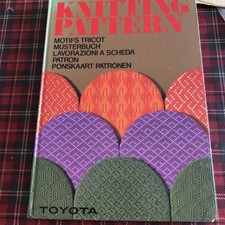 KNITTING
PATTERN
MOTIFS TRICOT
MUSTERBUCH
LAVORAZIONI A SCHEDA
PATRON
PONSKAART PATRONEN
TOYOTA